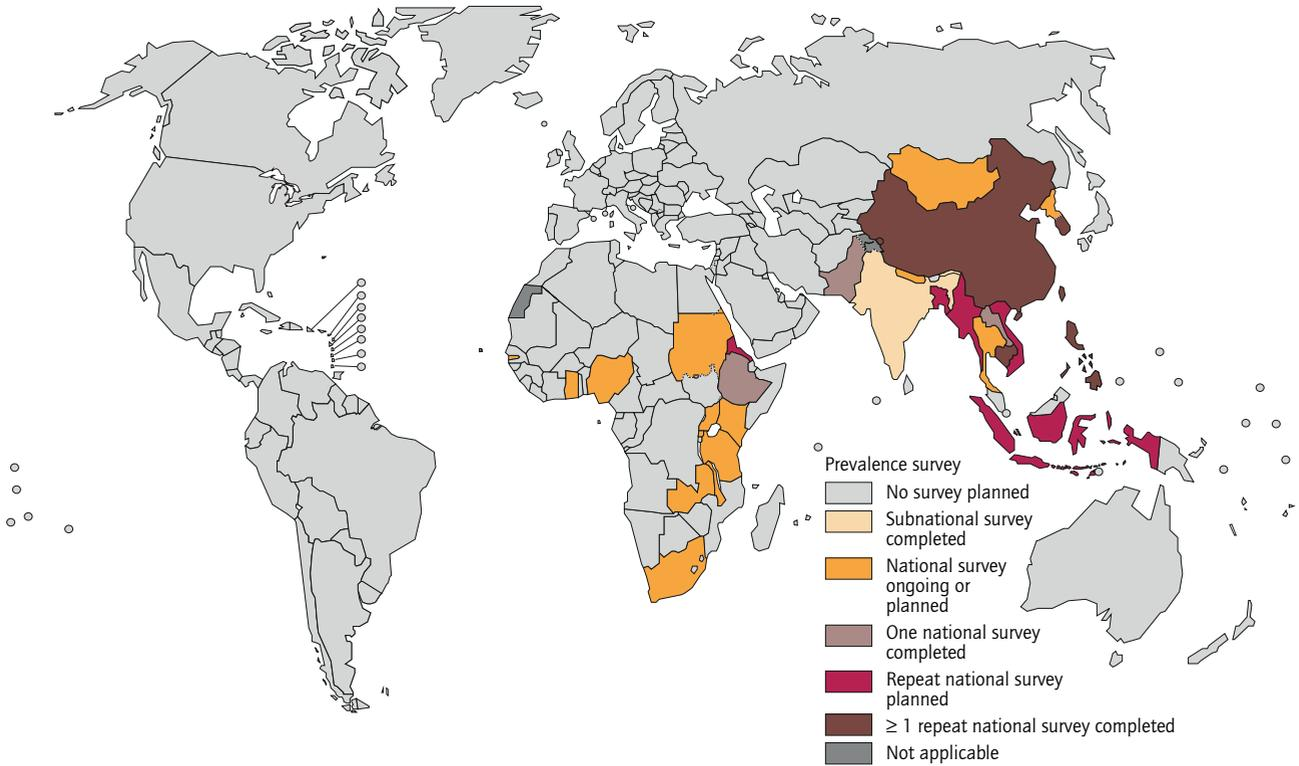 Prevalence survey
No survey planned
Subnational survey
completed
National survey
ongoing or
planned
One national survey
completed
Repeat national survey
planned
≥ 1 repeat national survey completed
Not applicable